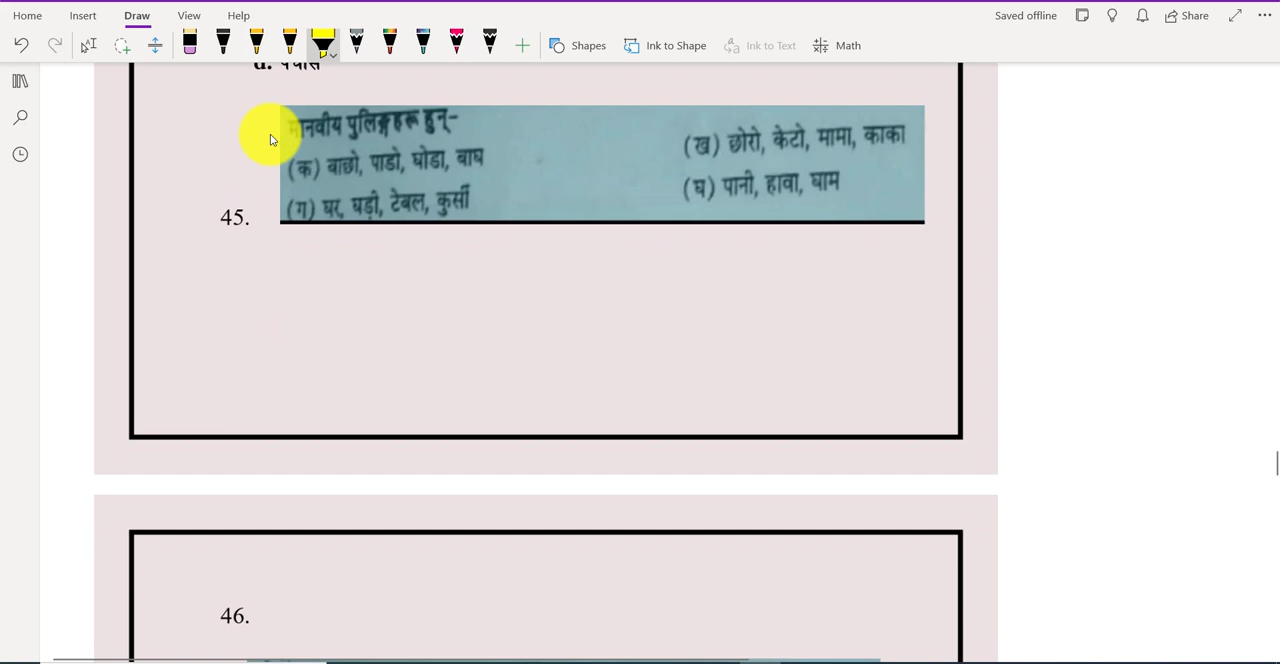 Home Insert Draw View Help Saved offline Share
Shapes Ink to Shape Ink to Text Math
d. पचास
मानवीय पुलिङ्गहरू हुन्-
(क) बाछो, पाडो, घोडा, बाघ (ख) छोरो, केटो, मामा, काका
(ग) घर, घडी, टेबल, कुर्सी (घ) पानी, हावा, घाम
45.
46.